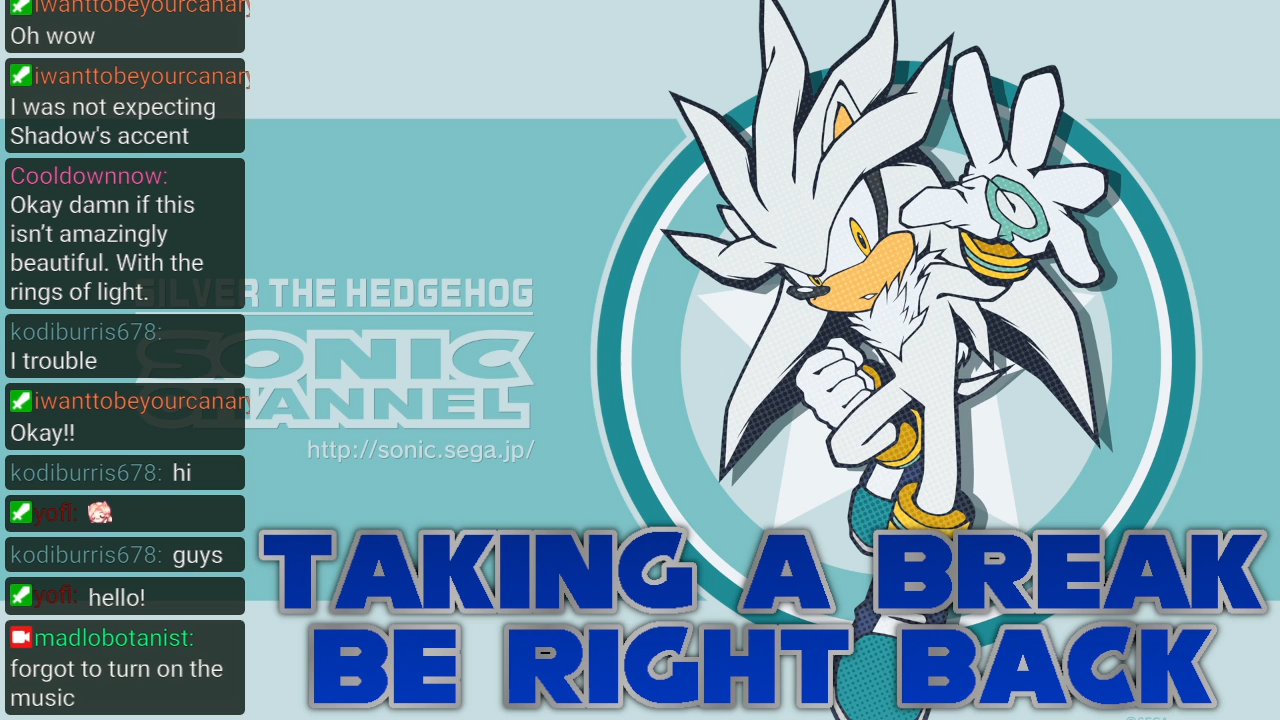 iwanttobeyourcanary
Oh wow
iwanttobeyourcanary
I was not expecting
Shadow's accent
Cooldownnow:
Okay damn if this
isn't amazingly
beautiful. With the
rings of light.
kodiburris678:
I trouble
iwanttobeyourcanary
Okay!!
kodiburris678: hi
yofi:
kodiburris678: guys
yofi: hello!
madlobotanist:
forgot to turn on the
music
SILVER THE HEDGEHOG
SONIC
CHANNEL
http://sonic.sega.jp/
TAKING A BREAK
BE RIGHT BACK